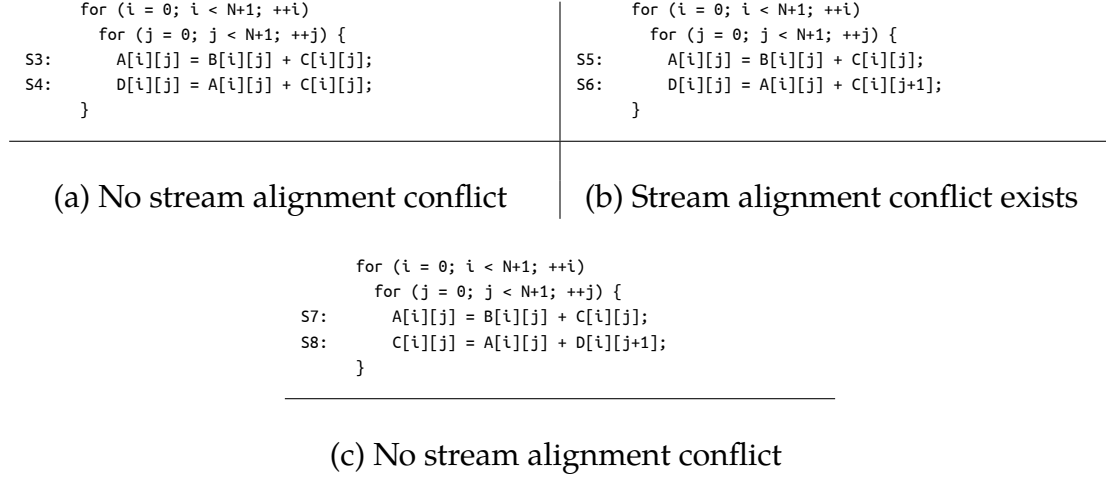 for (i = 0; i < N+1; ++i)
for (j = 0; j < N+1; ++j) {
S3: A[i][j] = B[i][j] + C[i][j];
S4: D[i][j] = A[i][j] + C[i][j];
}
(a) No stream alignment conflict
for (i = 0; i < N+1; ++i)
for (j = 0; j < N+1; ++j) {
S5: A[i][j] = B[i][j] + C[i][j];
S6: D[i][j] = A[i][j] + C[i][j+1];
}
(b) Stream alignment conflict exists
for (i = 0; i < N+1; ++i)
for (j = 0; j < N+1; ++j) {
S7: A[i][j] = B[i][j] + C[i][j];
S8: C[i][j] = A[i][j] + D[i][j+1];
}
(c) No stream alignment conflict